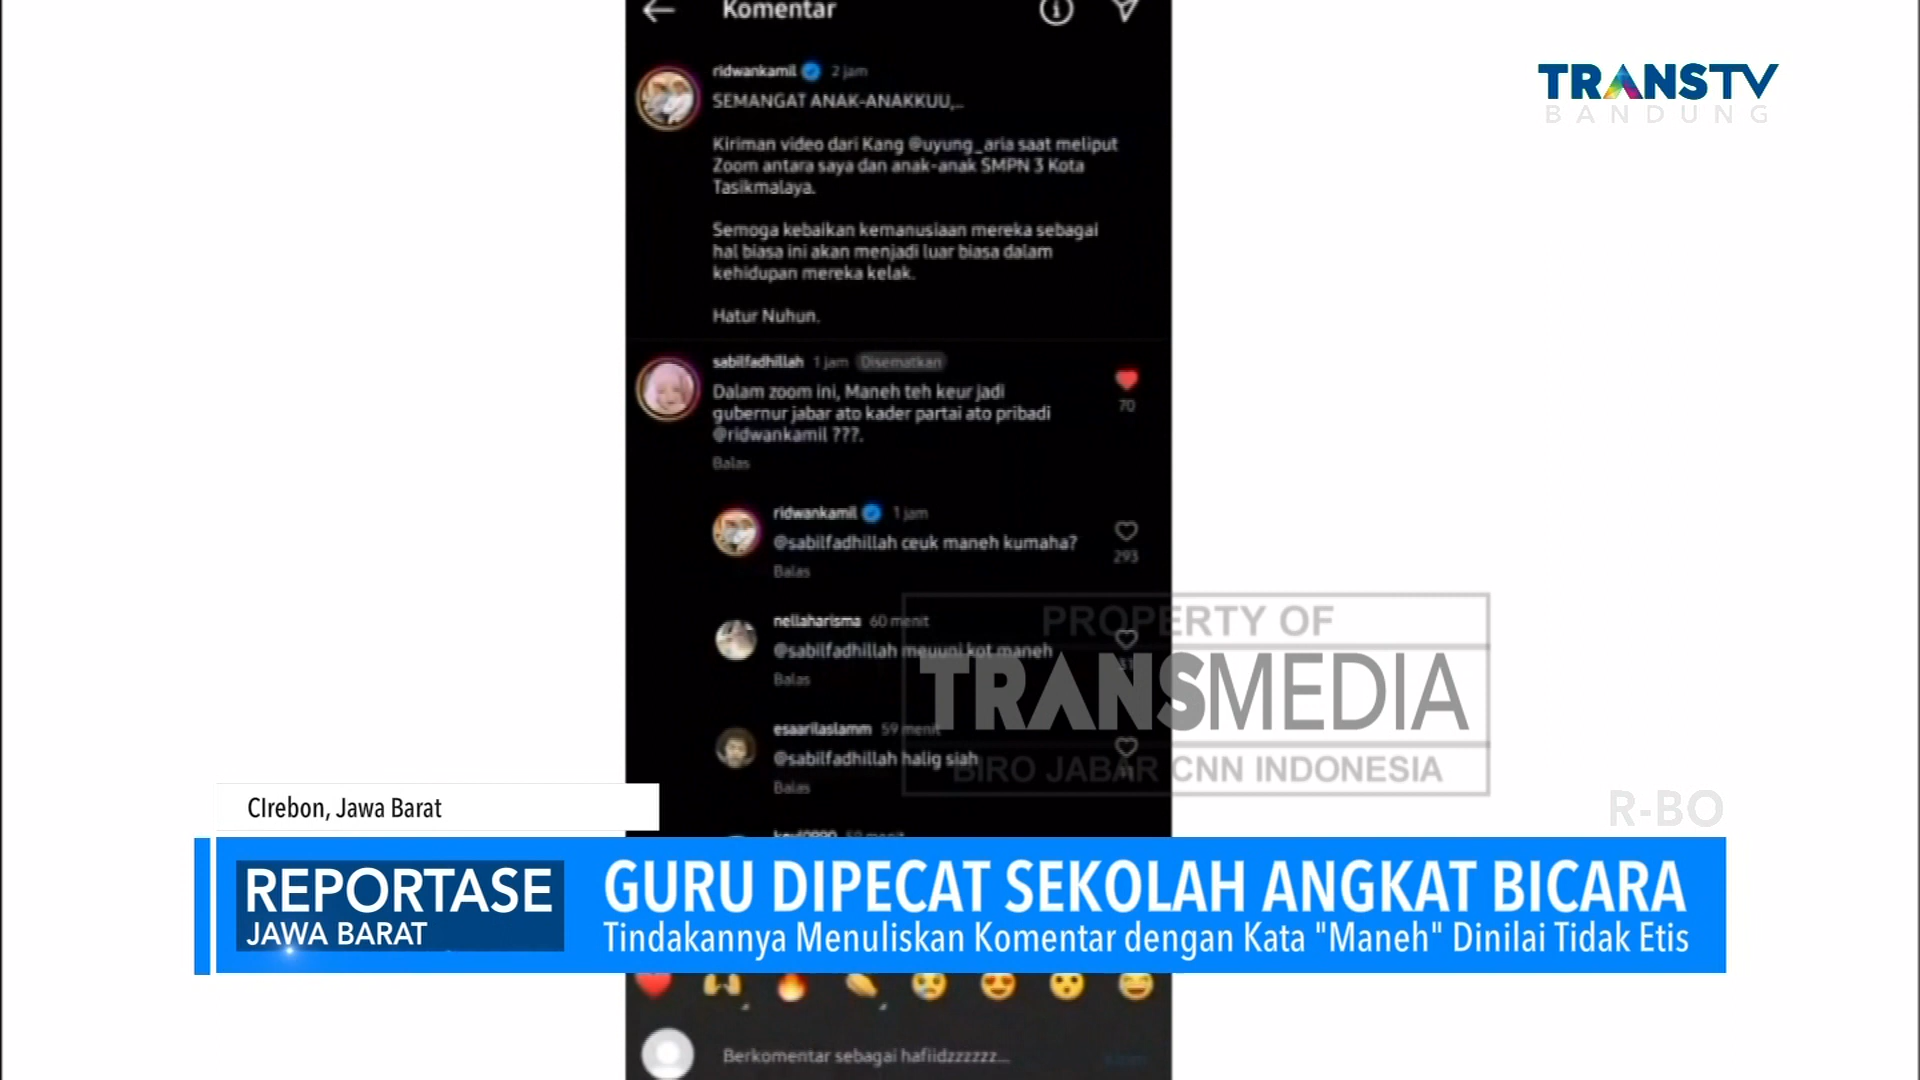 Komentar
TRANSTV
BANDUNG
ridwankamil 2 jam
SEMANGAT ANAK-ANAKKUU,..
Kiriman video dari Kang @uyung_aria saat meliput
Zoom antara saya dan anak-anak SMPN 3 Kota
Tasikmalaya.
Semoga kebaikan kemanusiaan mereka sebagai
hal biasa ini akan menjadi luar biasa dalam
kehidupan mereka kelak.
Hatur Nuhun.
sabilfadhillah 1 jam Disematkan
Dalam zoom ini, Maneh teh keur jadi
gubernur jabar ato kader partai ato pribadi
@ridwankamil ???.
70
Balas
ridwankamil 1 jam
@sabilfadhillah ceuk maneh kumaha?
293
Balas
nellaharisma 60 menit
@sabilfadhillah meuuni kot maneh
31
Balas
esaarilaslamm 59 menit
@sabilfadhillah halig siah
Balas
PROPERTY OF
TRANSMEDIA
BIRO JABAR CNN INDONESIA
R-BO
CIrebon, Jawa Barat
REPORTASE
JAWA BARAT
GURU DIPECAT SEKOLAH ANGKAT BICARA
Tindakannya Menuliskan Komentar dengan Kata "Maneh" Dinilai Tidak Etis
Berkomentar sebagai hafiidzzzzzz...